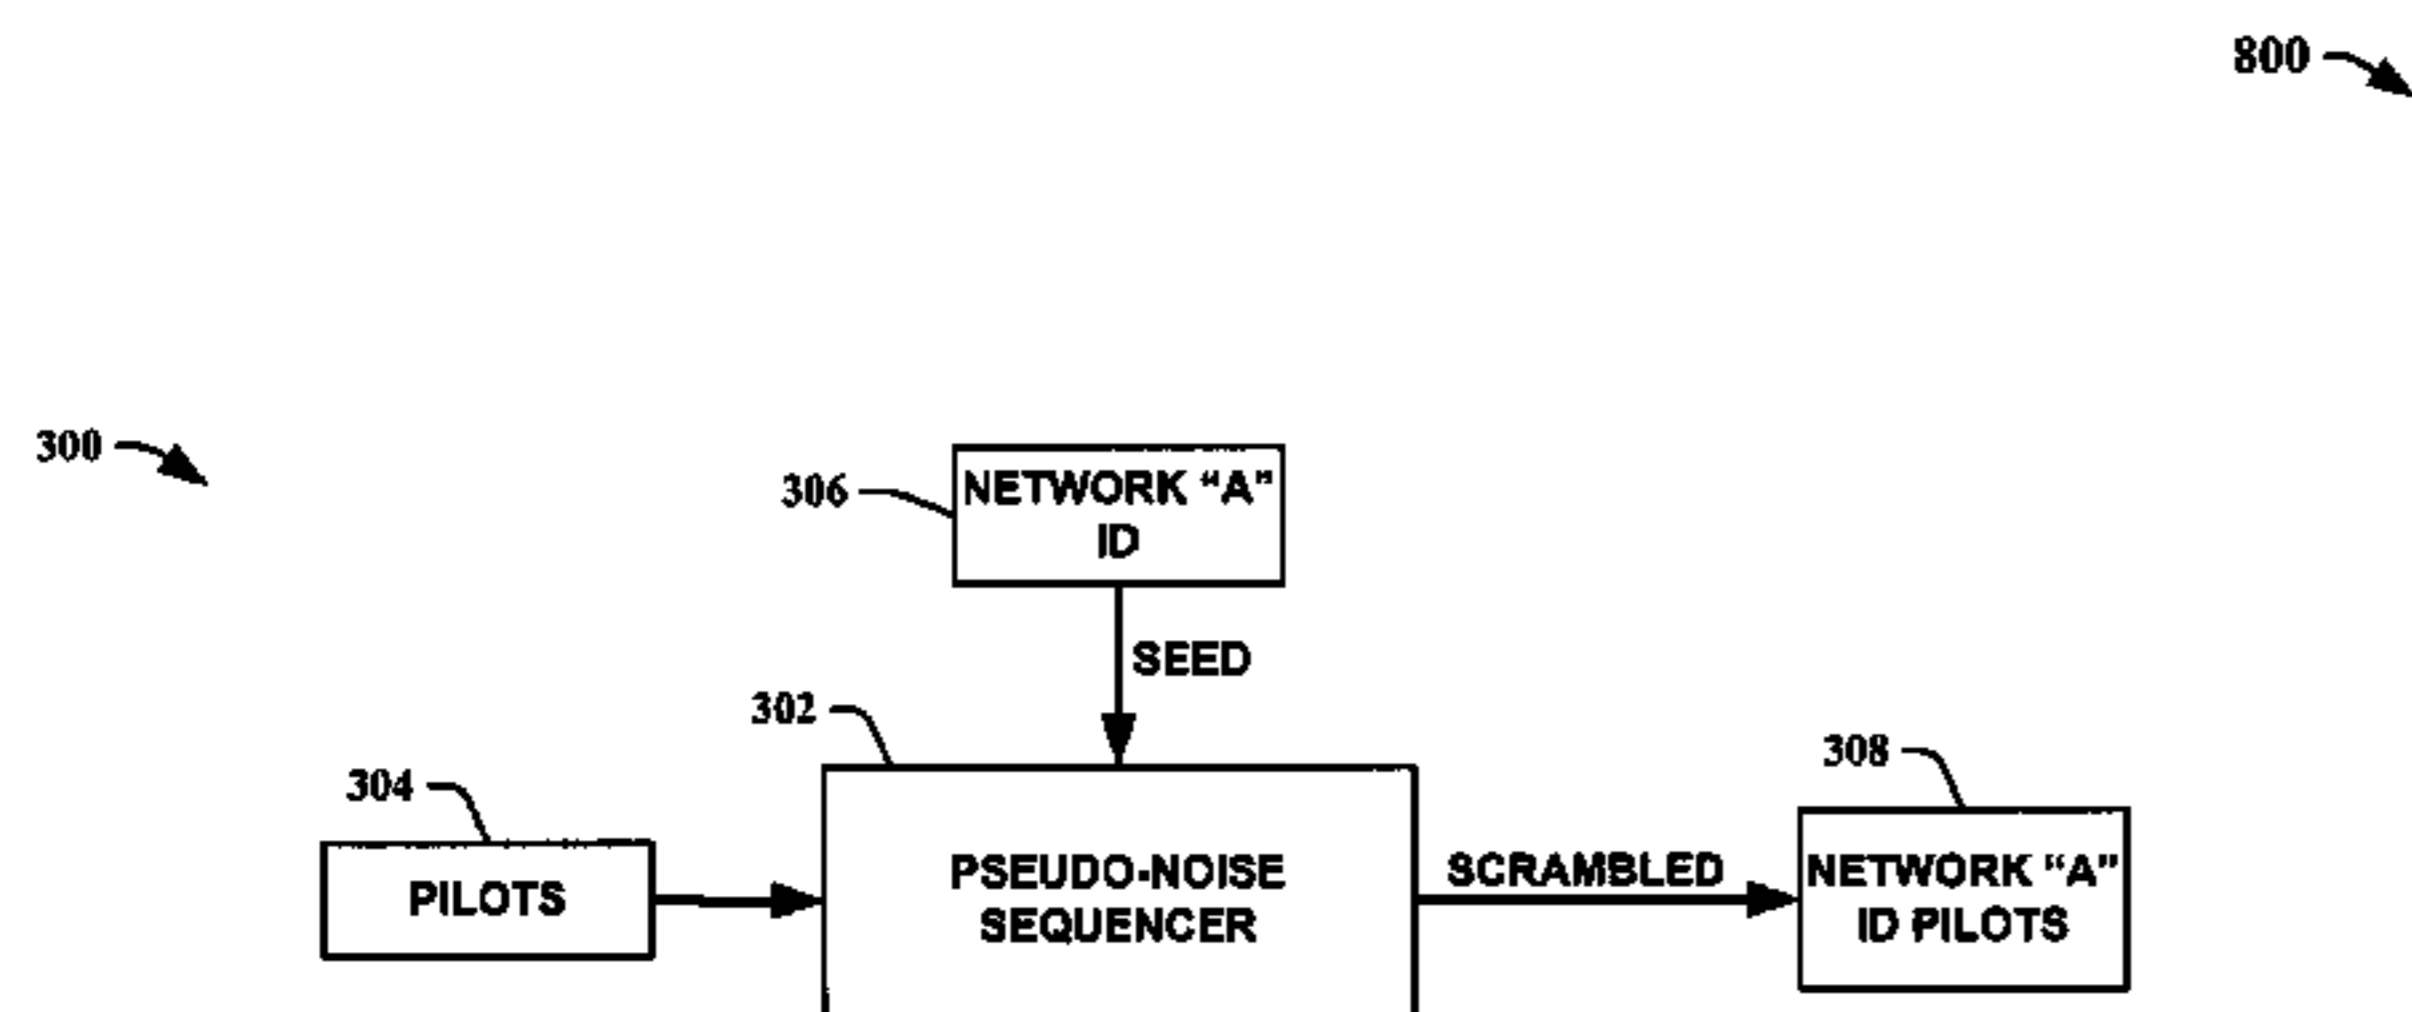 800
300
306
NETWORK “A”
ID
SEED
302
308
304
PSEUDO-NOISE
SEQUENCER
SCRAMBLED
NETWORK “A”
ID PILOTS
PILOTS